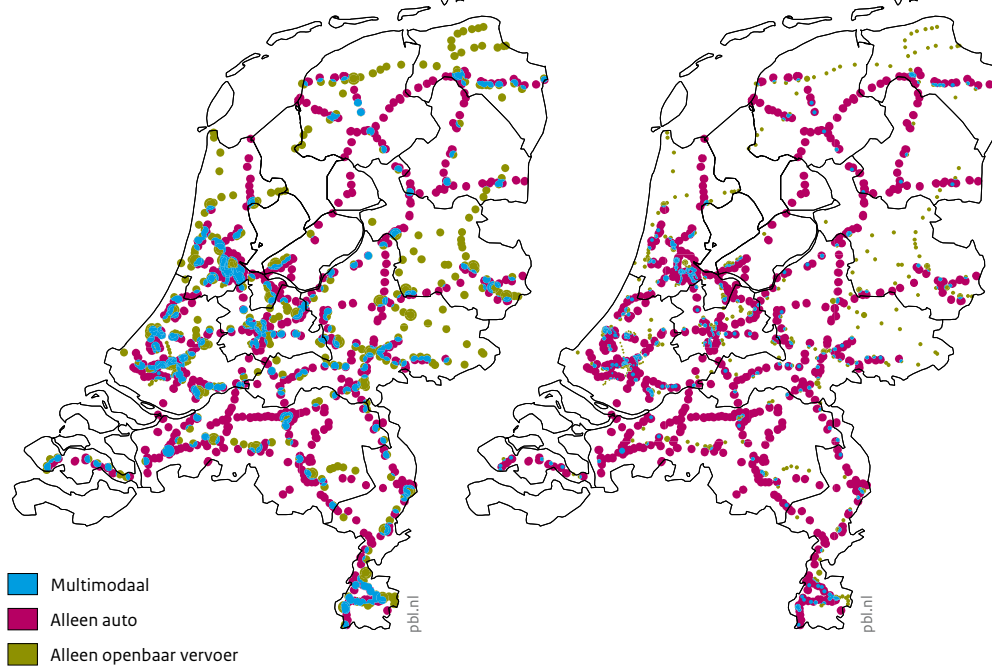 Multimodaal
Alleen auto
Alleen openbaar vervoer
pbl.nl
pbl.nl